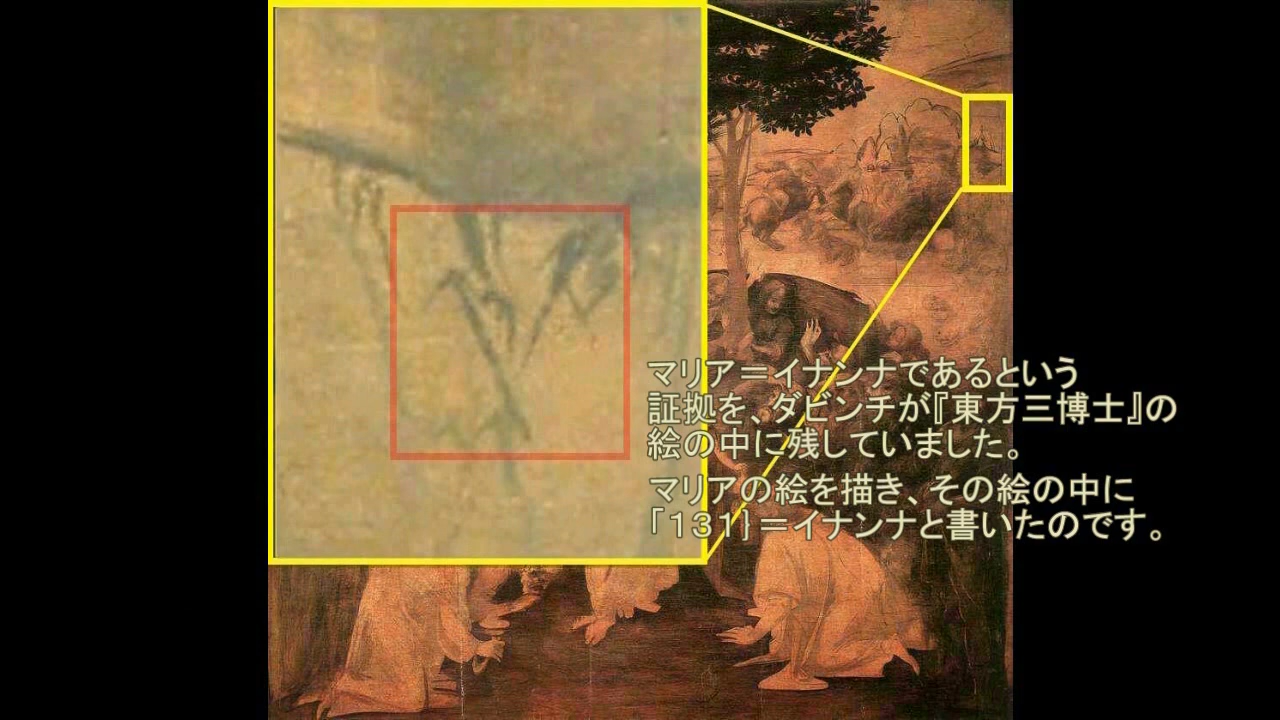 マリア＝イナンナであるという
証拠を、ダビンチが『東方三博士』の
絵の中に残していました。
マリアの絵を描き、その絵の中に
「１３１}＝イナンナと書いたのです。